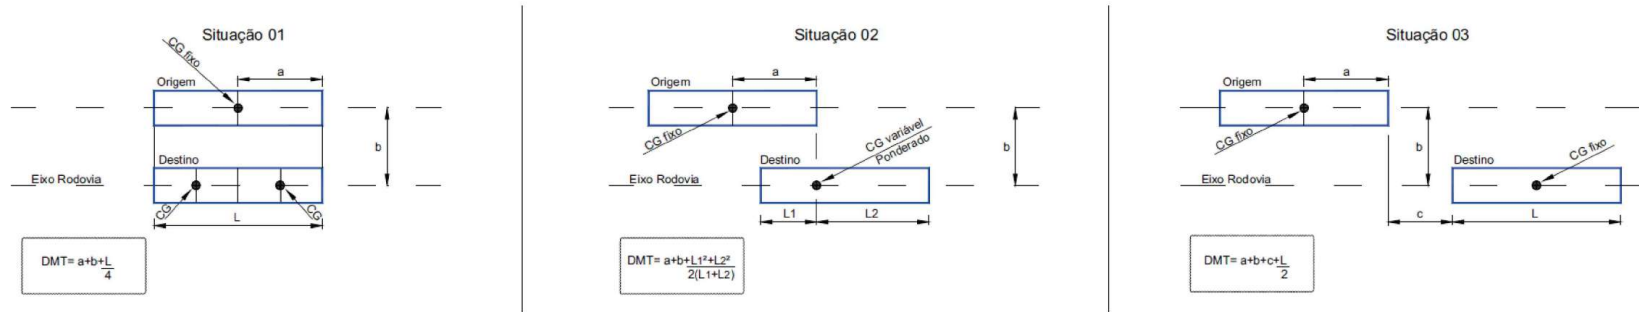 Situação 01
CG fixo
a
Origem
b
Destino
Eixo Rodovia
CG
CG
L
DMT= a+b+L
4
Situação 02
a
Origem
CG fixo
CG variável
Ponderado
b
Destino
Eixo Rodovia
L1
L2
DMT= a+b+L1²+L2²
2(L1+L2)
Situação 03
a
Origem
CG fixo
b
Destino
CG fixo
Eixo Rodovia
c
L
DMT= a+b+c+L
2